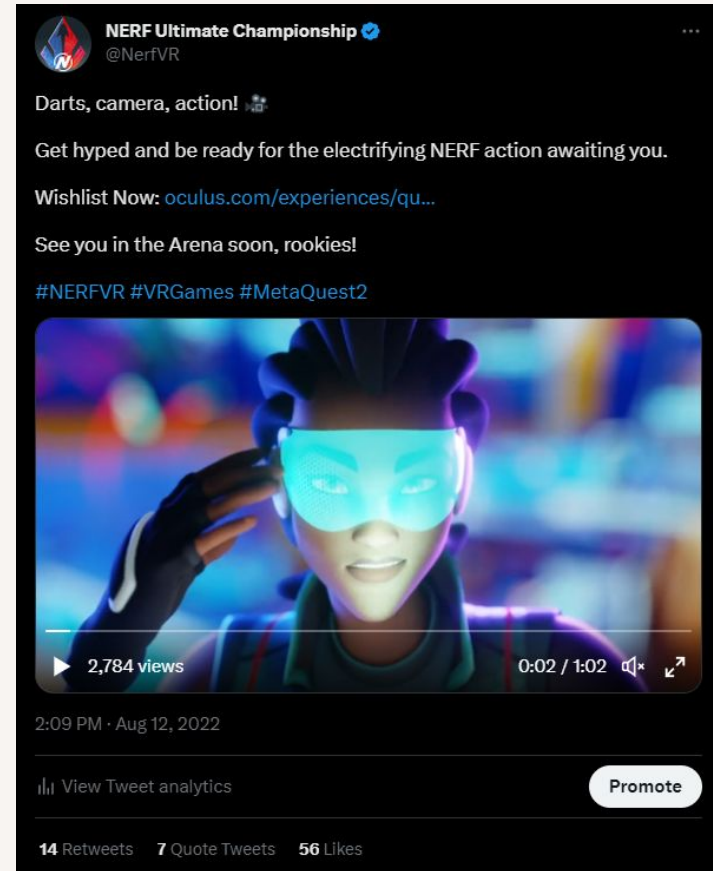 NERF Ultimate Championship
@NerfVR
Darts, camera, action! 🎥
Get hyped and be ready for the electrifying NERF action awaiting you.
Wishlist Now: oculus.com/experiences/qu...
See you in the Arena soon, rookies!
#NERFVR #VRGames #MetaQuest2
2,784 views 0:02 / 1:02
2:09 PM · Aug 12, 2022
View Tweet analytics Promote
14 Retweets 7 Quote Tweets 56 Likes